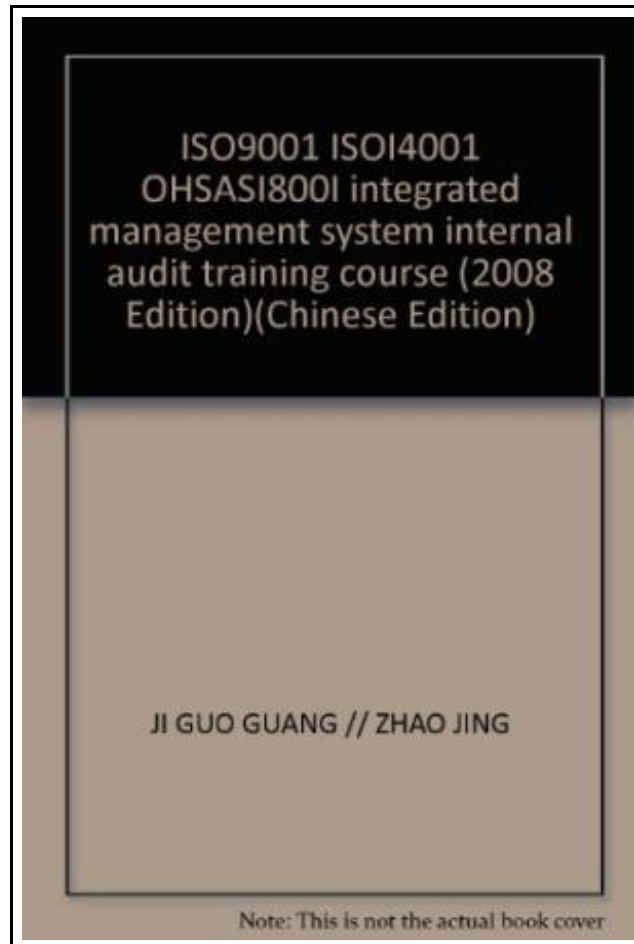 ISO9001 ISOI4001
OHSASI800I integrated
management system internal
audit training course (2008
Edition)(Chinese Edition)
JI GUO GUANG // ZHAO JING
Note: This is not the actual book cover